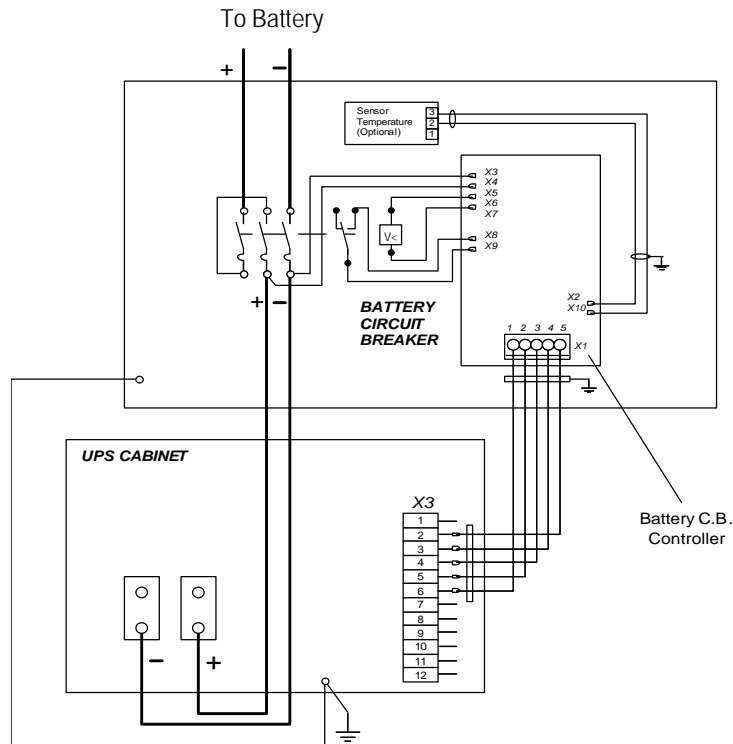 To Battery
+
–
Sensor
Temperature
(Optional)
3
2
1
X3
X4
X5
X6
X7
V<
X8
X9
+
–
BATTERY
CIRCUIT
BREAKER
X2
X10
1 2 3 4 5
X1
UPS CABINET
X3
1
2
3
4
5
6
7
8
9
10
11
12
Battery C.B.
Controller
–
+